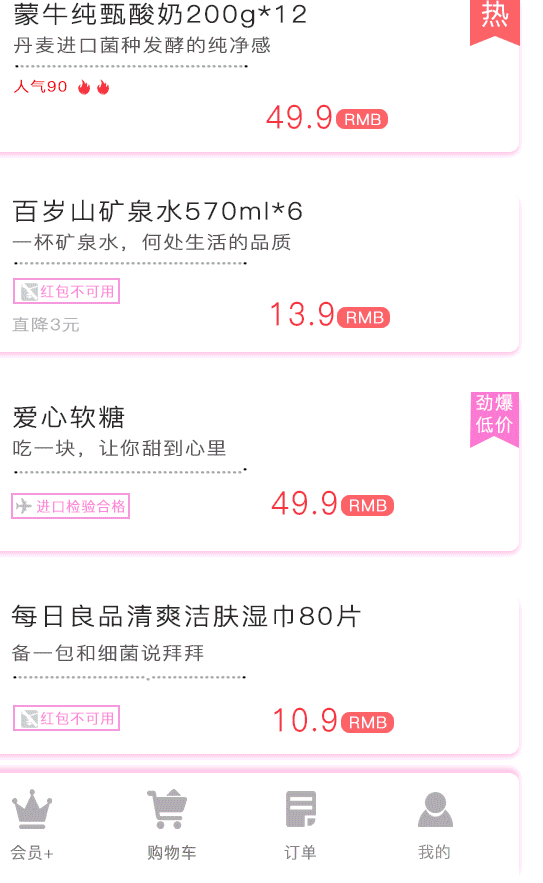 蒙牛纯甄酸奶200g*12
热
丹麦进口菌种发酵的纯净感
人气90
49.9 RMB
百岁山矿泉水570ml*6
一杯矿泉水，何处生活的品质
红包不可用
直降3元
13.9 RMB
劲爆
低价
爱心软糖
吃一块，让你甜到心里
进口检验合格
49.9 RMB
每日良品清爽洁肤湿巾80片
备一包和细菌说拜拜
红包不可用
10.9 RMB
会员+
购物车
订单
我的